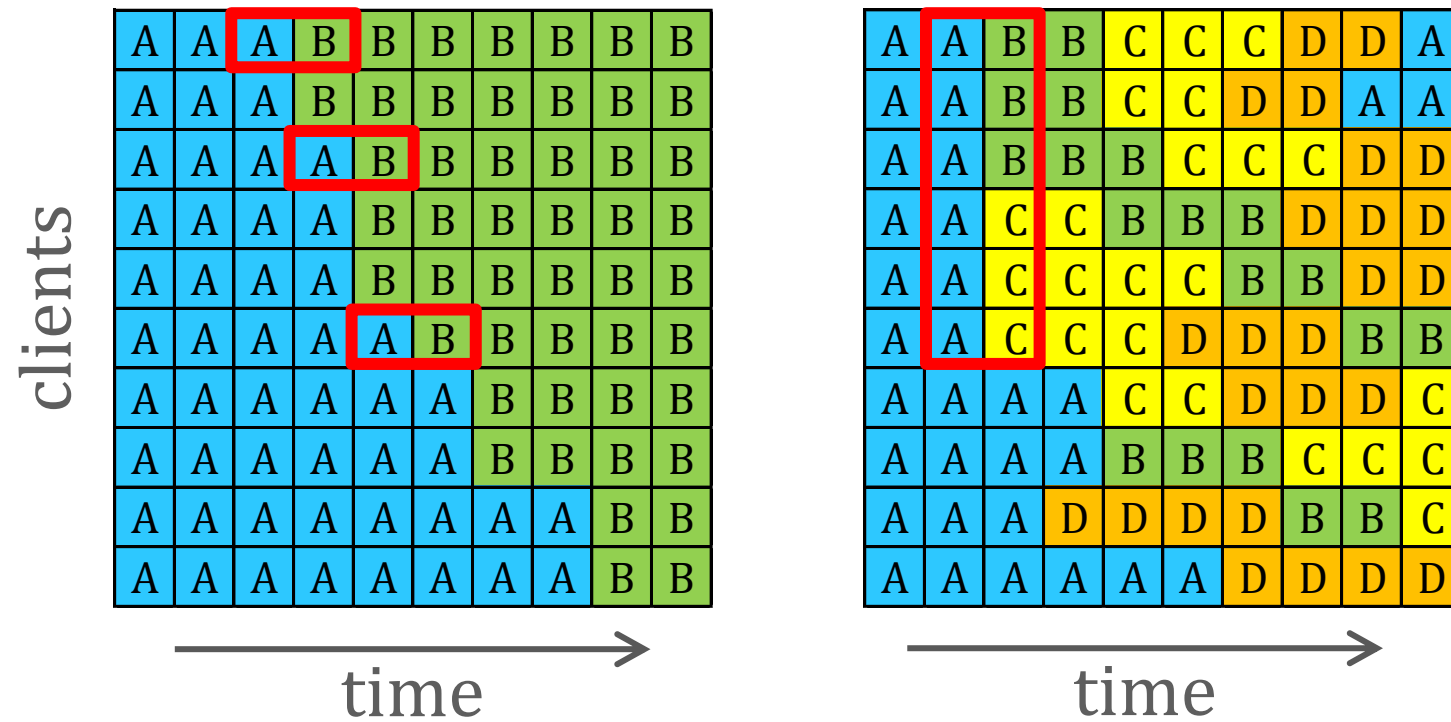 A A A B B B B B B B
A A A B B B B B B B
A A A A B B B B B B
A A A A B B B B B B
A A A A B B B B B B
A A A A A B B B B B
A A A A A A B B B B
A A A A A A B B B B
A A A A A A A A B B
A A A A A A A A B B
clients
time
A A B B C C C D D A
A A B B C C D D A A
A A B B B C C C D D
A A C C B B B D D D
A A C C C C B B D D
A A C C C D D D B B
A A A A C C D D D C
A A A A B B B C C C
A A A D D D D B B C
A A A A A A D D D D
time